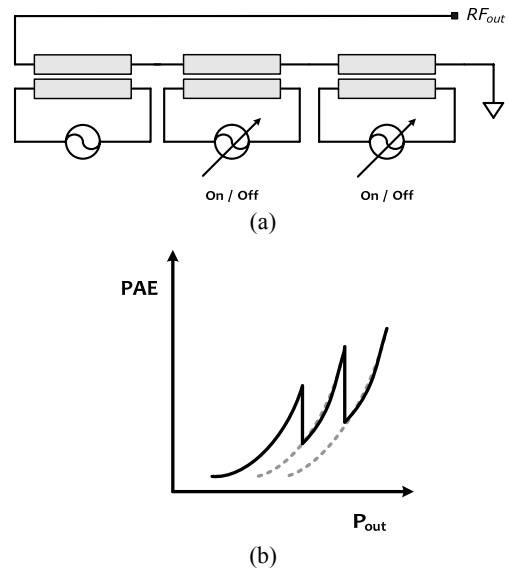 RFout
On / Off
On / Off
(a)
PAE
Pout
(b)